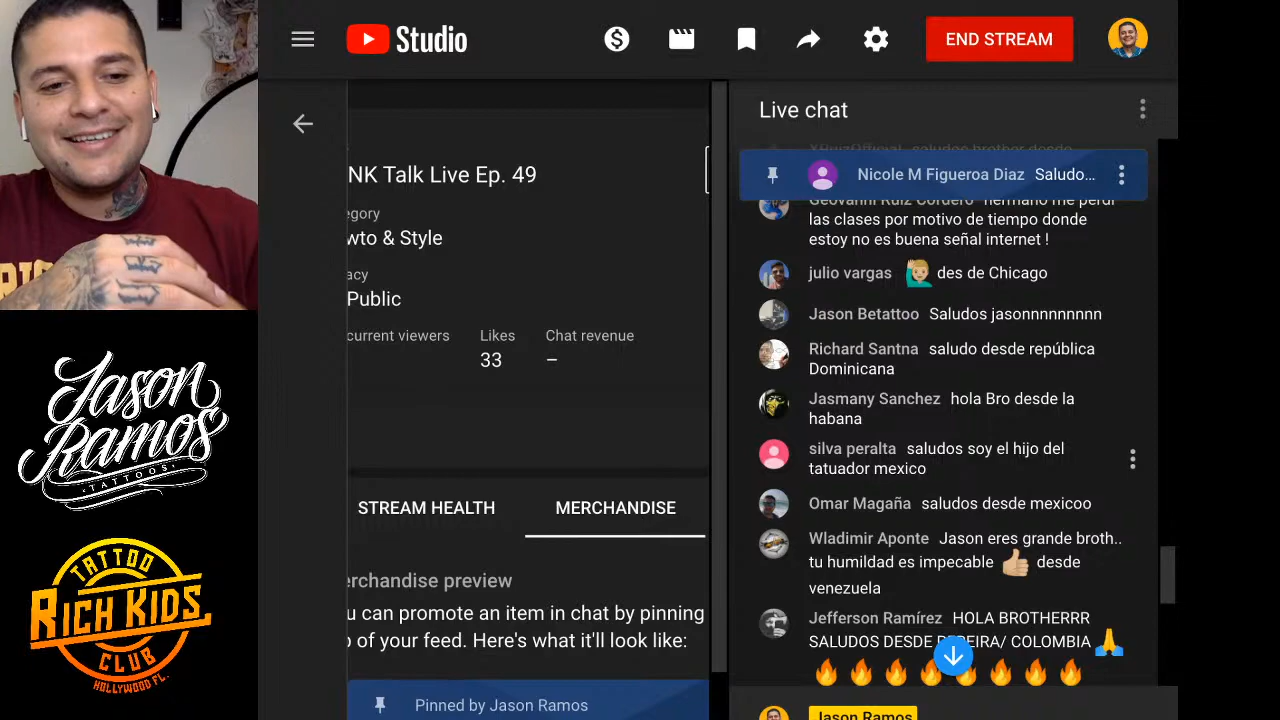 Studio
END STREAM
NK Talk Live Ep. 49
egory
wto & Style
acy
Public
current viewers
Likes
Chat revenue
33
–
STREAM HEALTH
MERCHANDISE
erchandise preview
u can promote an item in chat by pinning
o of your feed. Here's what it'll look like:
Pinned by Jason Ramos
Live chat
XRuizOfficial saludos brother desde
Nicole M Figueroa Diaz Saludo...
Geovanni Ruiz Cordero hermano me perdi
las clases por motivo de tiempo donde
estoy no es buena señal internet !
julio vargas 🙋🏼‍♂️ des de Chicago
Jason Betattoo Saludos jasonnnnnnnnn
Richard Santna saludo desde república
Dominicana
Jasmany Sanchez hola Bro desde la
habana
silva peralta saludos soy el hijo del
tatuador mexico
Omar Magaña saludos desde mexicoo
Wladimir Aponte Jason eres grande broth..
tu humildad es impecable 👍🏼 desde
venezuela
Jefferson Ramírez HOLA BROTHERRR
SALUDOS DESDE PEREIRA/ COLOMBIA 🙏
🔥🔥🔥🔥🔥🔥🔥🔥
Jason Ramos
Jason
Ramos
TATTOOS
TATTOO
RICH KIDS
CLUB
HOLLYWOOD FL.